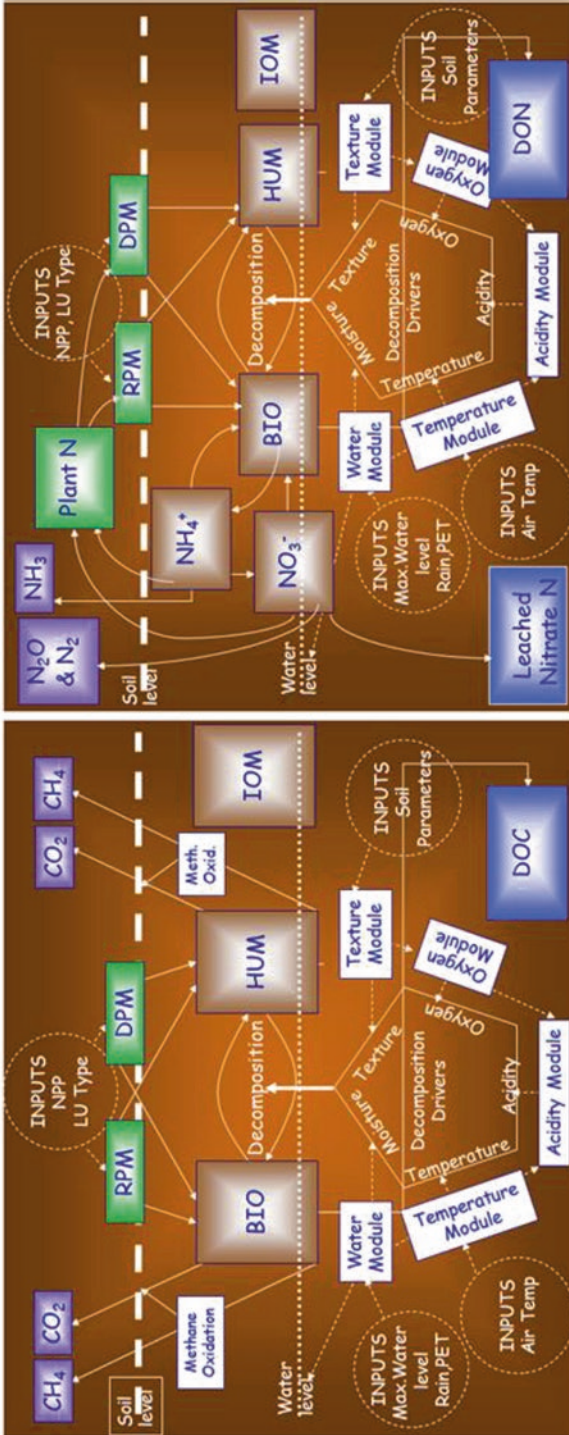 CH₄
CO₂
CO₂
CH₄
INPUTS
NPP
LU Type
RPM
DPM
Soil
level
Methane
Oxidation
Meth.
Oxid.
BIO
HUM
IOM
Decomposition
Water
level
Moisture
Texture
Water
Module
Texture
Module
INPUTS
Soil
Parameters
INPUTS
Max.Water
level
Rain,PET
Decomposition
Drivers
Temperature
Oxygen
Acidity
Temperature
Module
Oxygen
Module
INPUTS
Air Temp
Acidity Module
DOC
N₂O
& N₂
NH₃
Plant N
INPUTS
NPP, LU Type:
RPM
DPM
Soil
level
NH₄⁺
NO₃⁻
BIO
HUM
IOM
Decomposition
Water
level
Moisture
Texture
Water
Module
Texture
Module
INPUTS
Soil
Parameters
INPUTS
Max.Water
level
Rain,PET
Decomposition
Drivers
Temperature
Oxygen
Acidity
Temperature
Module
Oxygen
Module
INPUTS
Air Temp
Acidity Module
Leached
Nitrate N
DON